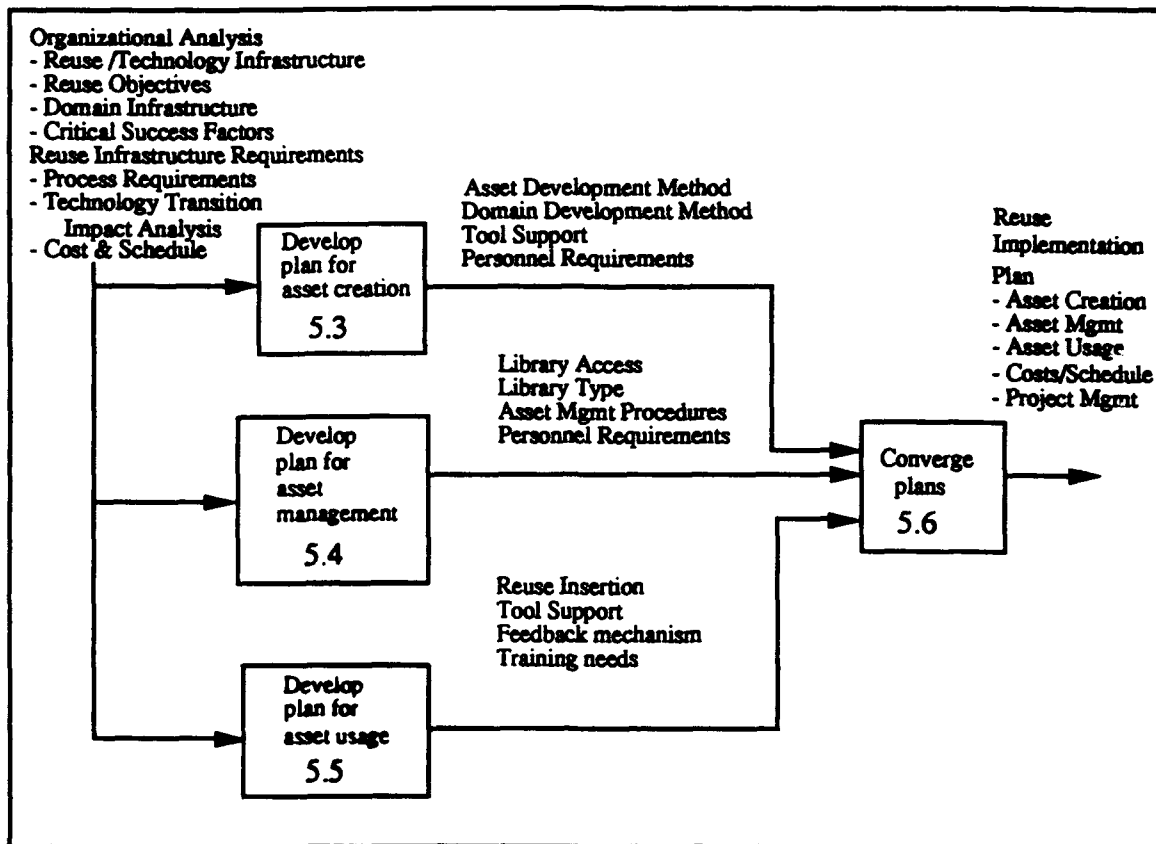 Organizational Analysis
- Reuse /Technology Infrastructure
- Reuse Objectives
- Domain Infrastructure
- Critical Success Factors
Reuse Infrastructure Requirements
- Process Requirements
- Technology Transition
Impact Analysis
- Cost & Schedule
Develop
plan for
asset creation
5.3
Asset Development Method
Domain Development Method
Tool Support
Personnel Requirements
Develop
plan for
asset
management
5.4
Library Access
Library Type
Asset Mgmt Procedures
Personnel Requirements
Develop
plan for
asset usage
5.5
Reuse Insertion
Tool Support
Feedback mechanism
Training needs
Converge
plans
5.6
Reuse
Implementation
Plan
- Asset Creation
- Asset Mgmt
- Asset Usage
- Costs/Schedule
- Project Mgmt